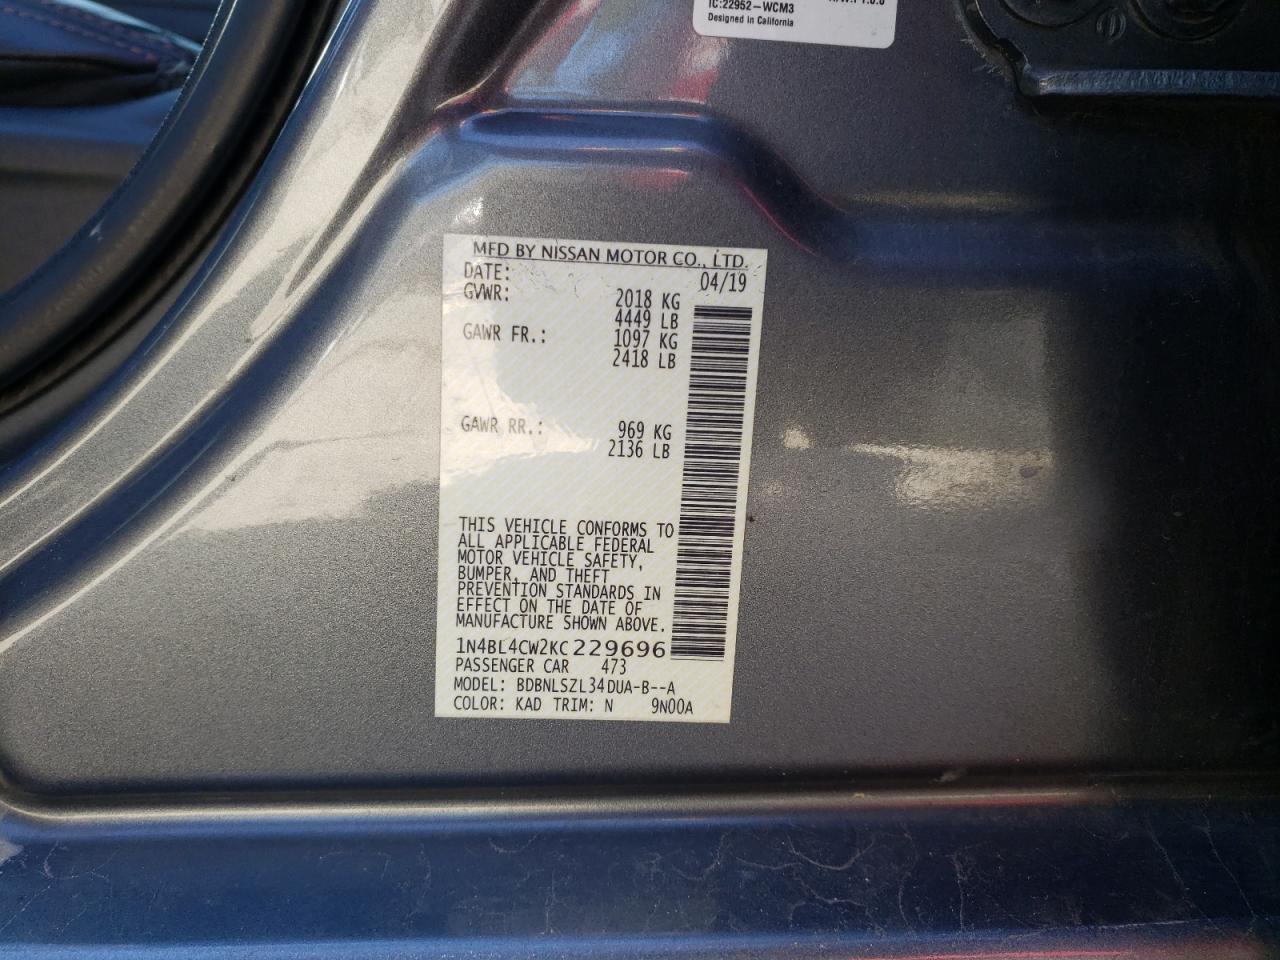 IC:22952-WCM3
Designed in California
MFD BY NISSAN MOTOR CO., LTD.
DATE: 04/19
GVWR: 2018 KG
4449 LB
GAWR FR.: 1097 KG
2418 LB
GAWR RR.: 969 KG
2136 LB
THIS VEHICLE CONFORMS TO
ALL APPLICABLE FEDERAL
MOTOR VEHICLE SAFETY,
BUMPER, AND THEFT
PREVENTION STANDARDS IN
EFFECT ON THE DATE OF
MANUFACTURE SHOWN ABOVE.
1N4BL4CW2KC229696
PASSENGER CAR 473
MODEL: BDBNLSZL34DUA-B--A
COLOR: KAD TRIM: N 9N00A